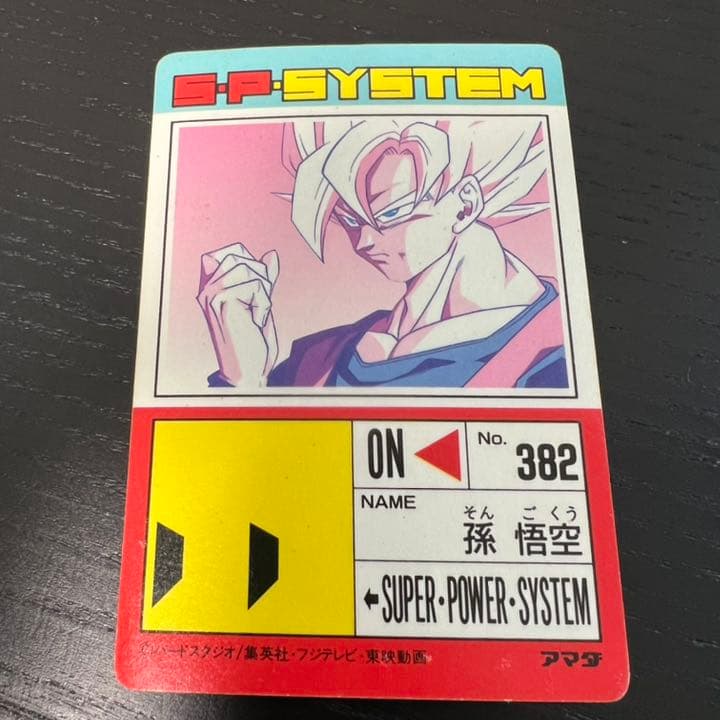 S・P・SYSTEM
ON
No. 382
NAME
そん ご くう
孫 悟空
SUPER・POWER・SYSTEM
©バードスタジオ/集英社・フジテレビ・東映動画
アマダ